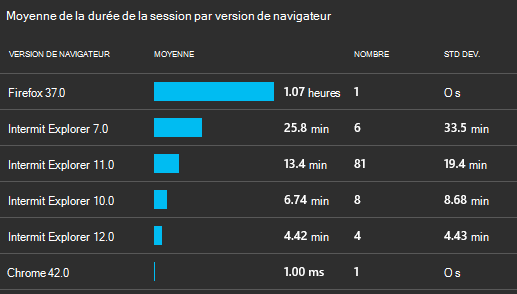 Moyenne de la durée de la session par version de navigateur
VERSION DE NAVIGATEUR MOYENNE NOMBRE STD DEV.
Firefox 37.0 1.07 heures 1 O s
Intermit Explorer 7.0 25.8 min 6 33.5 min
Intermit Explorer 11.0 13.4 min 81 19.4 min
Intermit Explorer 10.0 6.74 min 8 8.68 min
Intermit Explorer 12.0 4.42 min 4 4.43 min
Chrome 42.0 1.00 ms 1 O s